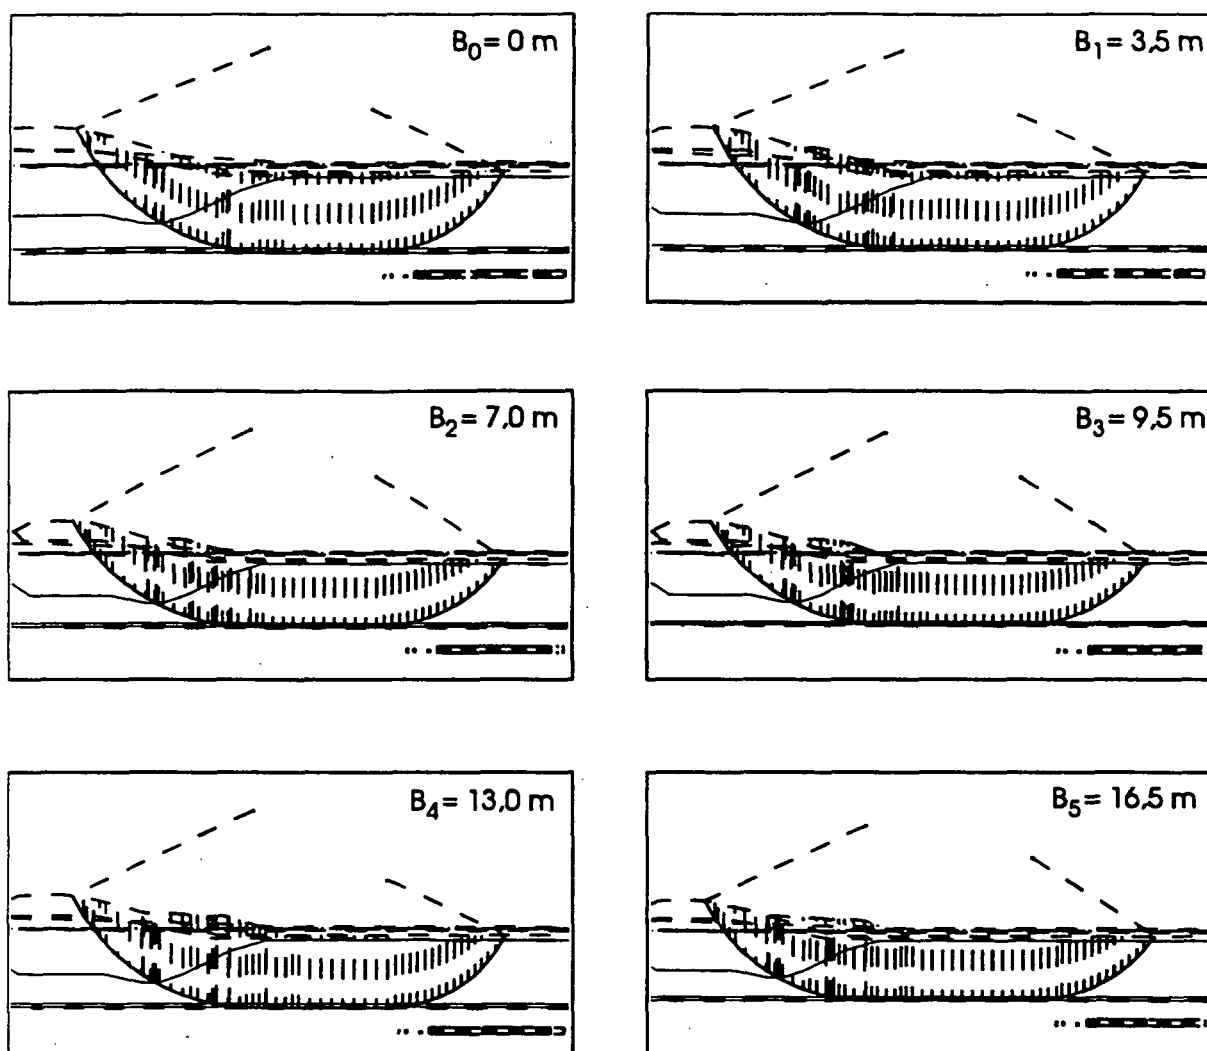 B₀= 0 m
B₁= 3,5 m
B₂= 7,0 m
B₃= 9,5 m
B₄= 13,0 m
B₅= 16,5 m